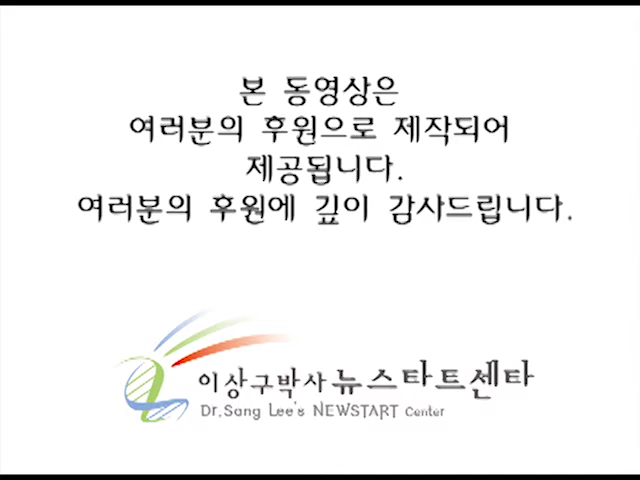 본 동영상은
여러분의 후원으로 제작되어
제공됩니다.
여러분의 후원에 깊이 감사드립니다.
이상구박사 뉴스타트센타
Dr.Sang Lee's NEWSTART Center